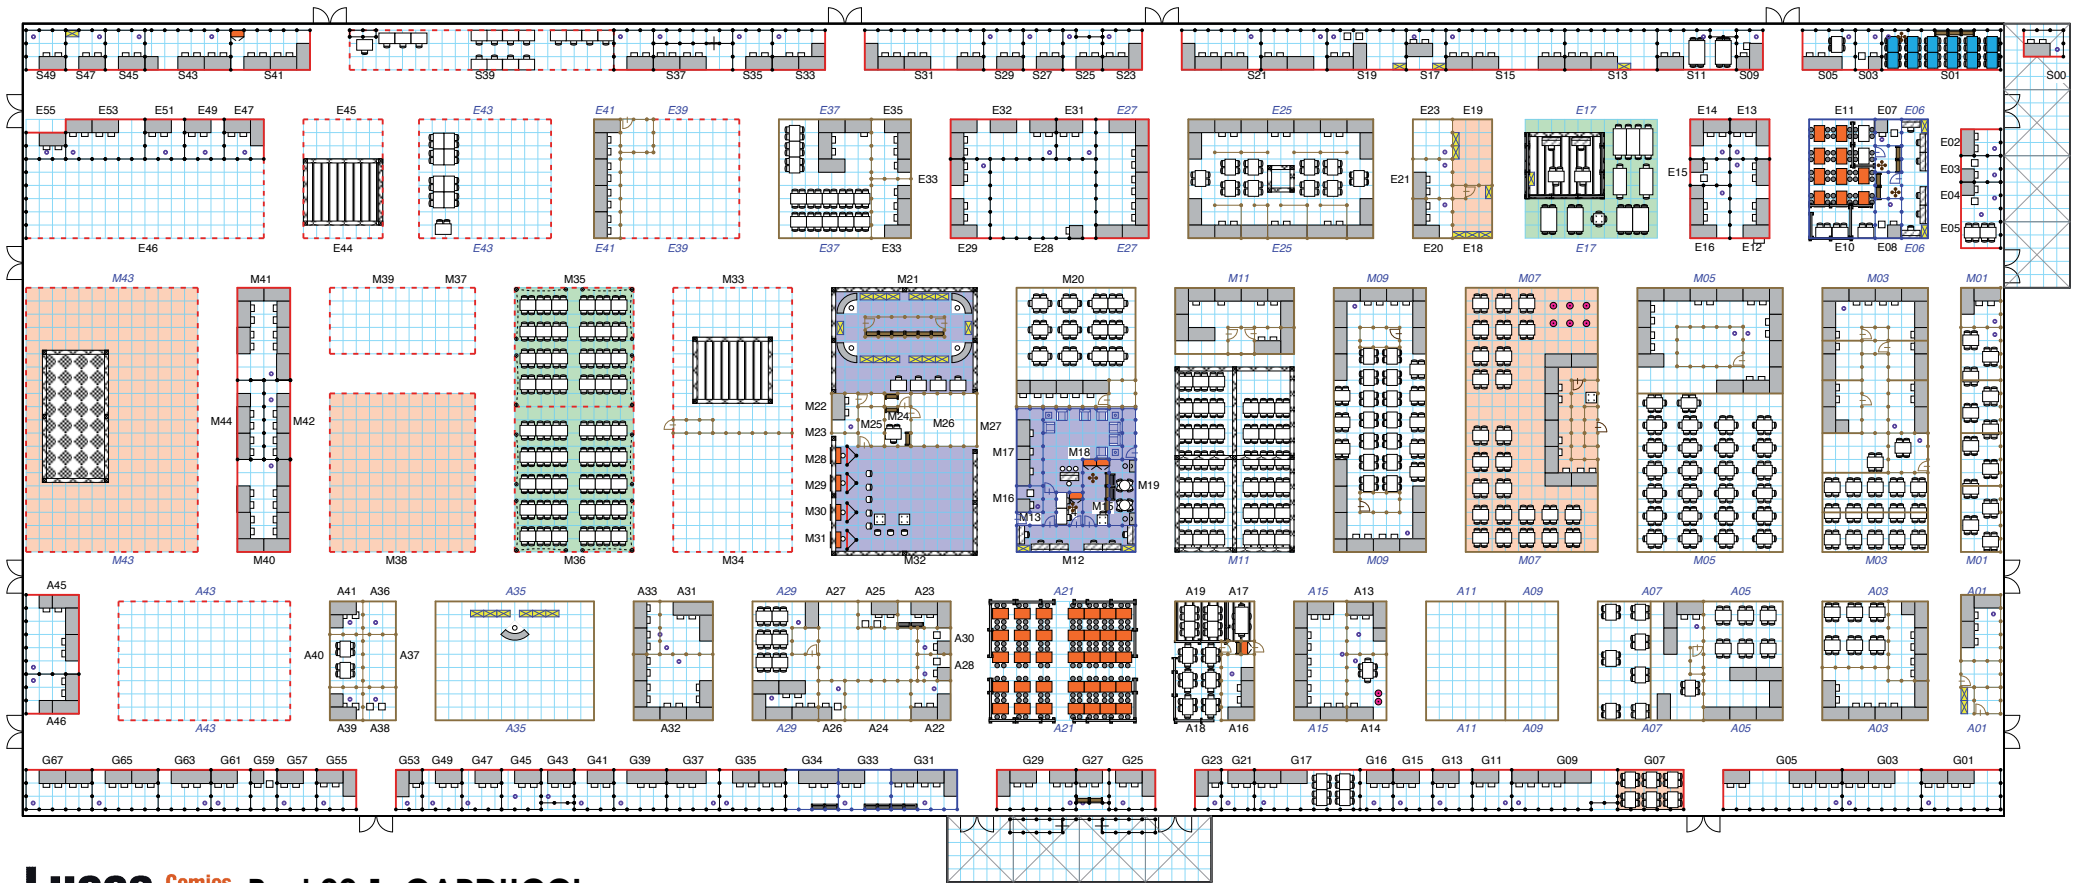 S49 S47 S45 S43 S41 S39 S37 S35 S33 S31 S29 S27 S25 S23 S21 S19 S17 S15 S13 S11 S09 S05 S03 S01 S00
E55 E53 E51 E49 E47 E45 E43 E41 E39 E37 E35 E32 E31 E27 E25 E23 E19 E17 E14 E13 E11 E07 E06
E02
E33 E21 E15 E03
E04
E05
E46 E44 E43 E41 E39 E37 E33 E29 E28 E27 E25 E20 E18 E17 E16 E12 E10 E08 E06
M43 M41 M39 M37 M35 M33 M21 M20 M11 M09 M07 M05 M03 M01
M22
M24
M44 M42 M25 M26 M27
M23
M17 M18
M28
M29 M19
M16
M30 M15
M13
M31
M43 M40 M38 M36 M34 M32 M12 M11 M09 M07 M05 M03 M01
A45 A43 A41 A36 A35 A33 A31 A29 A27 A25 A23 A21 A19 A17 A15 A13 A11 A09 A07 A05 A03 A01
A30
A40 A37
A28
A46 A43 A39 A38 A35 A32 A29 A26 A24 A22 A21 A18 A16 A15 A14 A11 A09 A07 A05 A03 A01
G67 G65 G63 G61 G59 G57 G55 G53 G49 G47 G45 G43 G41 G39 G37 G35 G34 G33 G31 G29 G27 G25 G23 G21 G17 G16 G15 G13 G11 G09 G07 G05 G03 G01
Lucca Comics